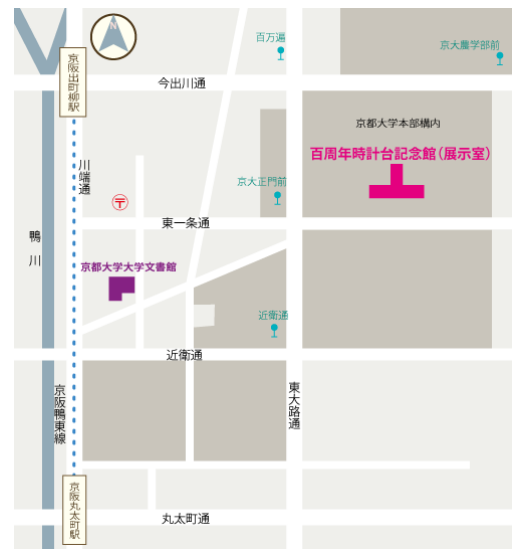 N
百万遍
京大農学部前
京阪出町柳駅
今出川通
京都大学本部構内
百周年時計台記念館(展示室)
川端通
京大正門前
〒
東一条通
鴨川
京都大学大学文書館
近衛通
近衛通
京阪鴨東線
東大路通
京阪丸太町駅
丸太町通